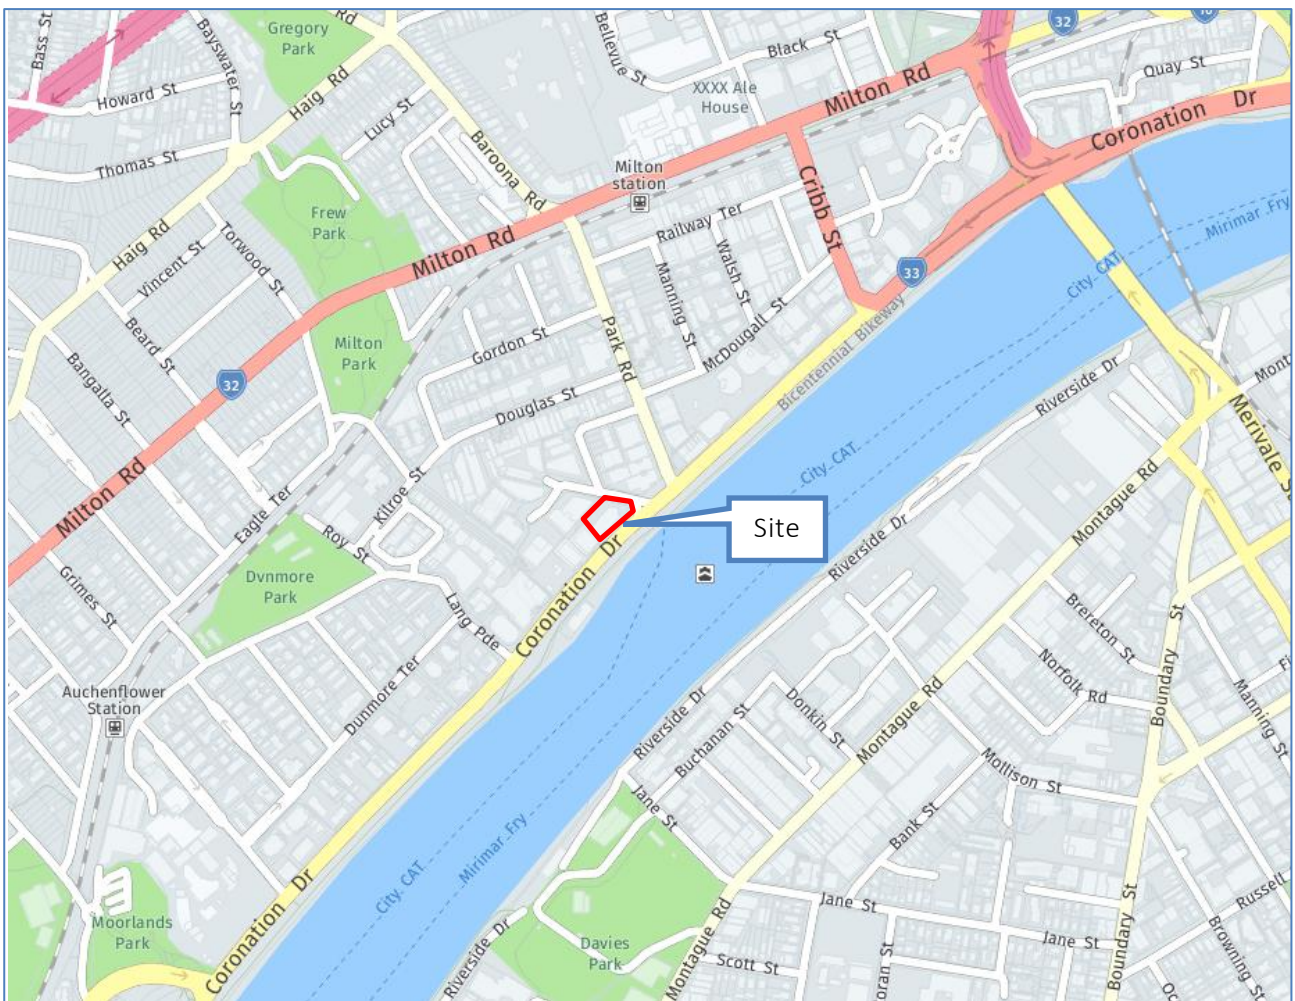 Bass St
Bayswater St
Gregory
Park
Rd
Bellevue St
Black St
32
Quay St
Howard St
Haig Rd
Lucy St
XXXX Ale
House
Milton Rd
Coronation Dr
Thomas St
Baroona Rd
Milton
station
Cribb St
Frew
Park
Railway Ter
Mirimar Fry
Haig Rd
Torwood St
Vincent St
Milton Rd
Manning St
Walsh St
33
City CAT
Beard St
Milton
Park
Gordon St
Park Rd
McDougall St
Bicentennial Bikeway
Riverside Dr
Mont
Bangalla St
32
Douglas St
Merivale S
City CAT
Milton Rd
Eagle Ter
Kilroe St
Site
Riverside Dr
Montague Rd
Roy St
Coronation Dr
Dvnmore
Park
Grimes St
Lang Pde
Brereton St
Boundary St
Norfolk Rd
Manning St
Fi
Auchenflower
Station
Dunmore Ter
Riverside Dr
Buchanan St
Donkin St
Montague Rd
Mollison St
Jane St
Bank St
Mirimar Fry
City CAT
Coronation Dr
Moorlands
Park
Jane St
Jane St
Boundary St
Russell
Browning St
Riverside Dr
Davies
Park
Montague Rd
Scott St
oran St
Oc